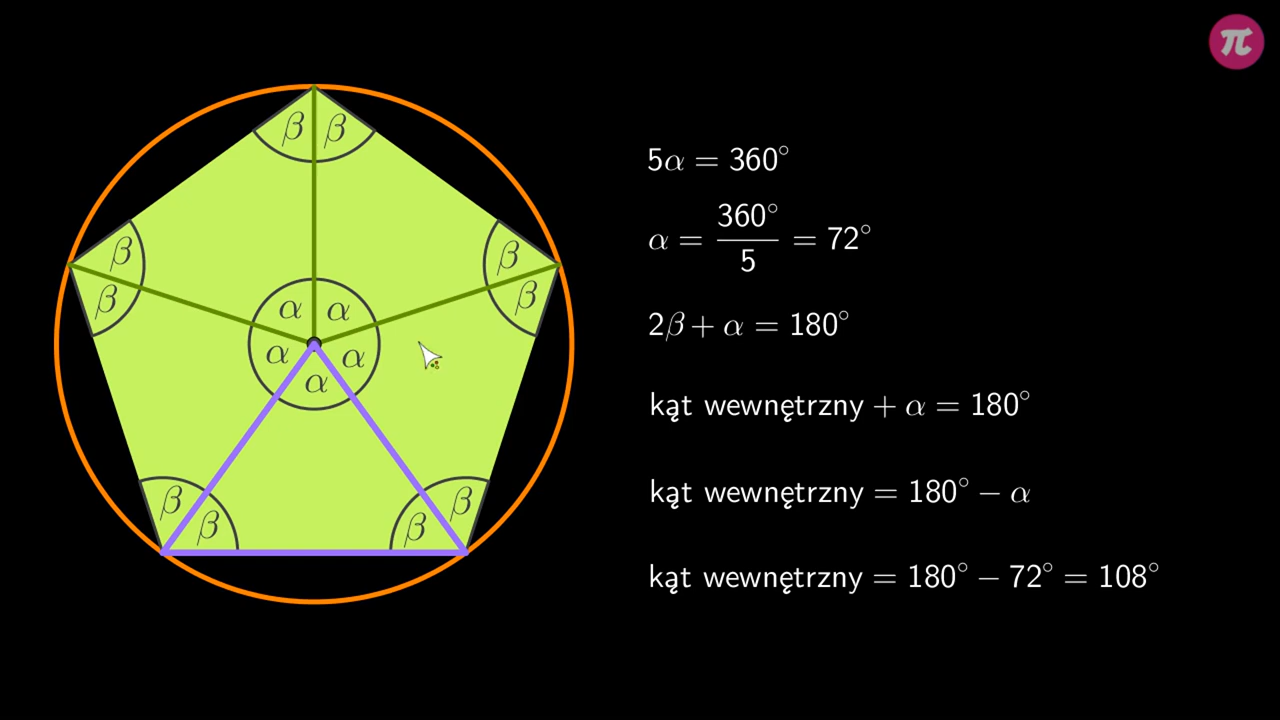 π
β β
5α = 360°
α = 360°/5 = 72°
β β
β β
α α
2β + α = 180°
α α
α
kąt wewnętrzny + α = 180°
kąt wewnętrzny = 180° − α
β β
β β
kąt wewnętrzny = 180° − 72° = 108°